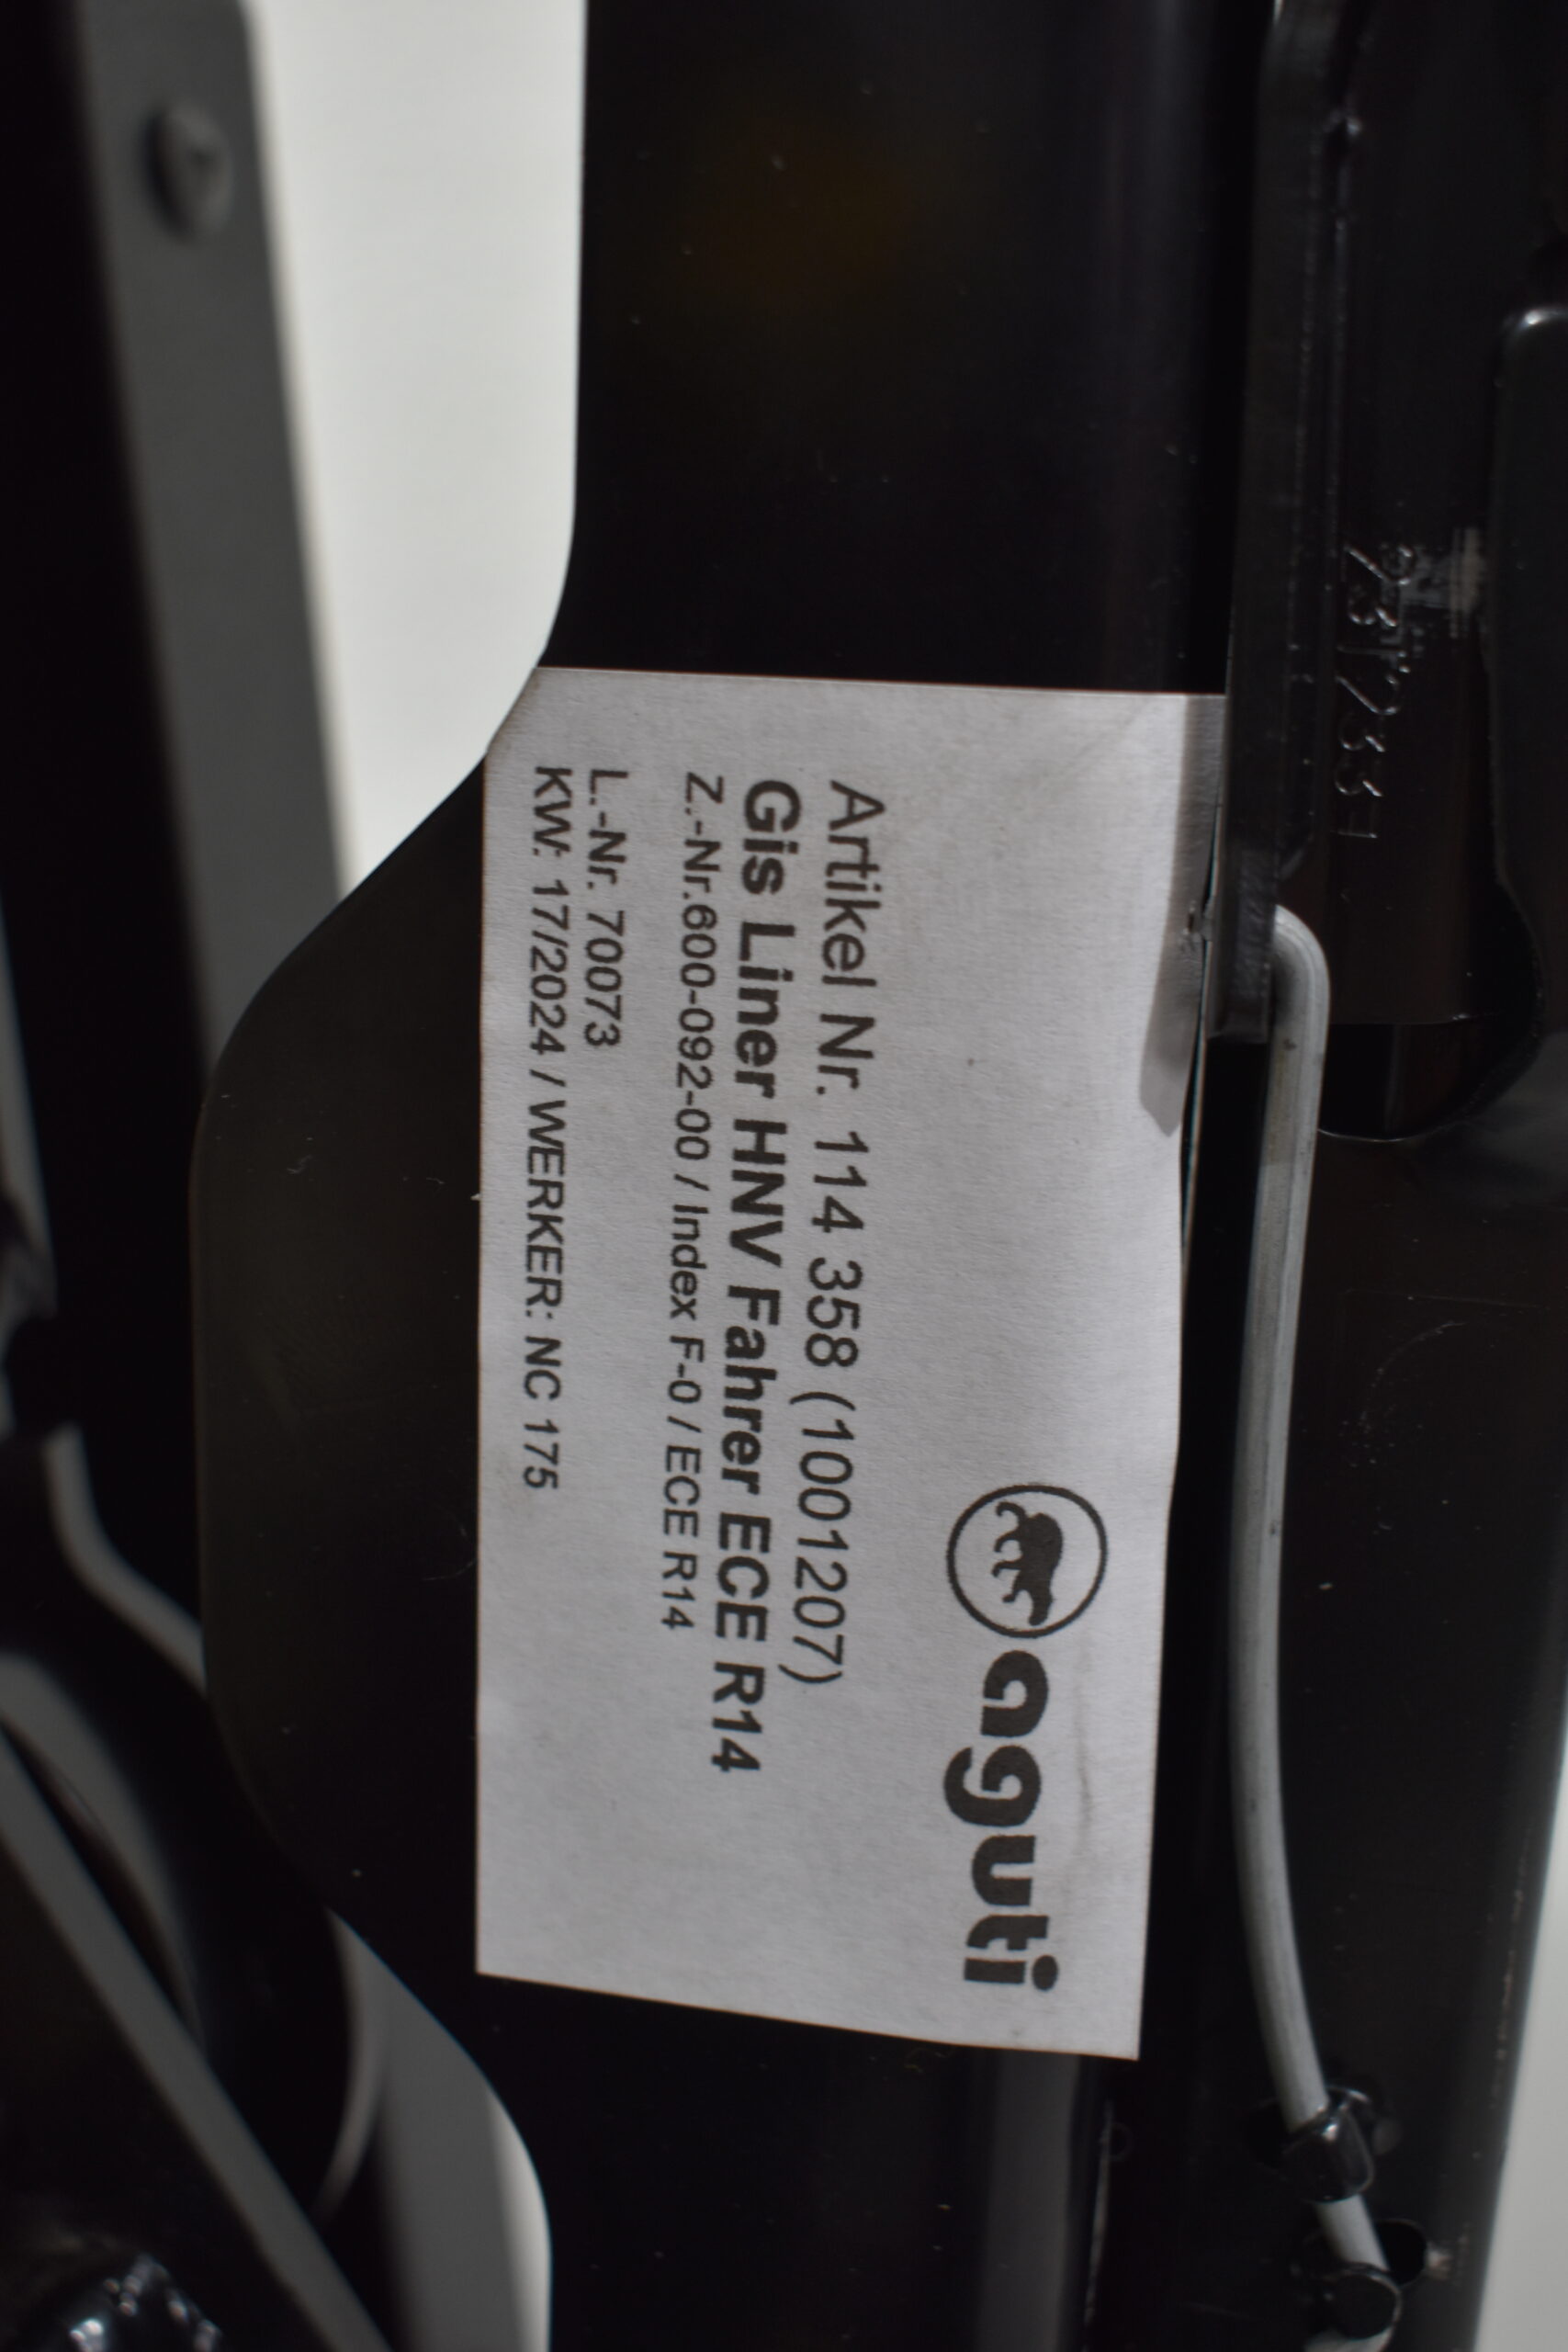 aguti
Artikel Nr. 114 358 (1001207)
Gis Liner HNV Fahrer ECE R14
Z.-Nr.600-092-00 / Index F-0 / ECE R14
L.-Nr. 70073
KW: 17/2024 / WERKER: NC 175